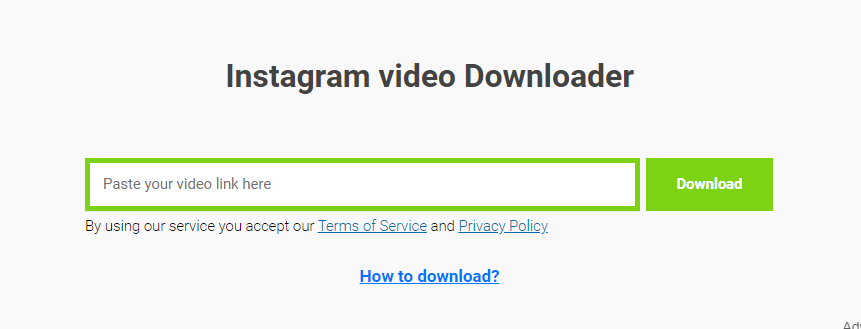 Instagram video Downloader
Paste your video link here
Download
By using our service you accept our Terms of Service and Privacy Policy
How to download?